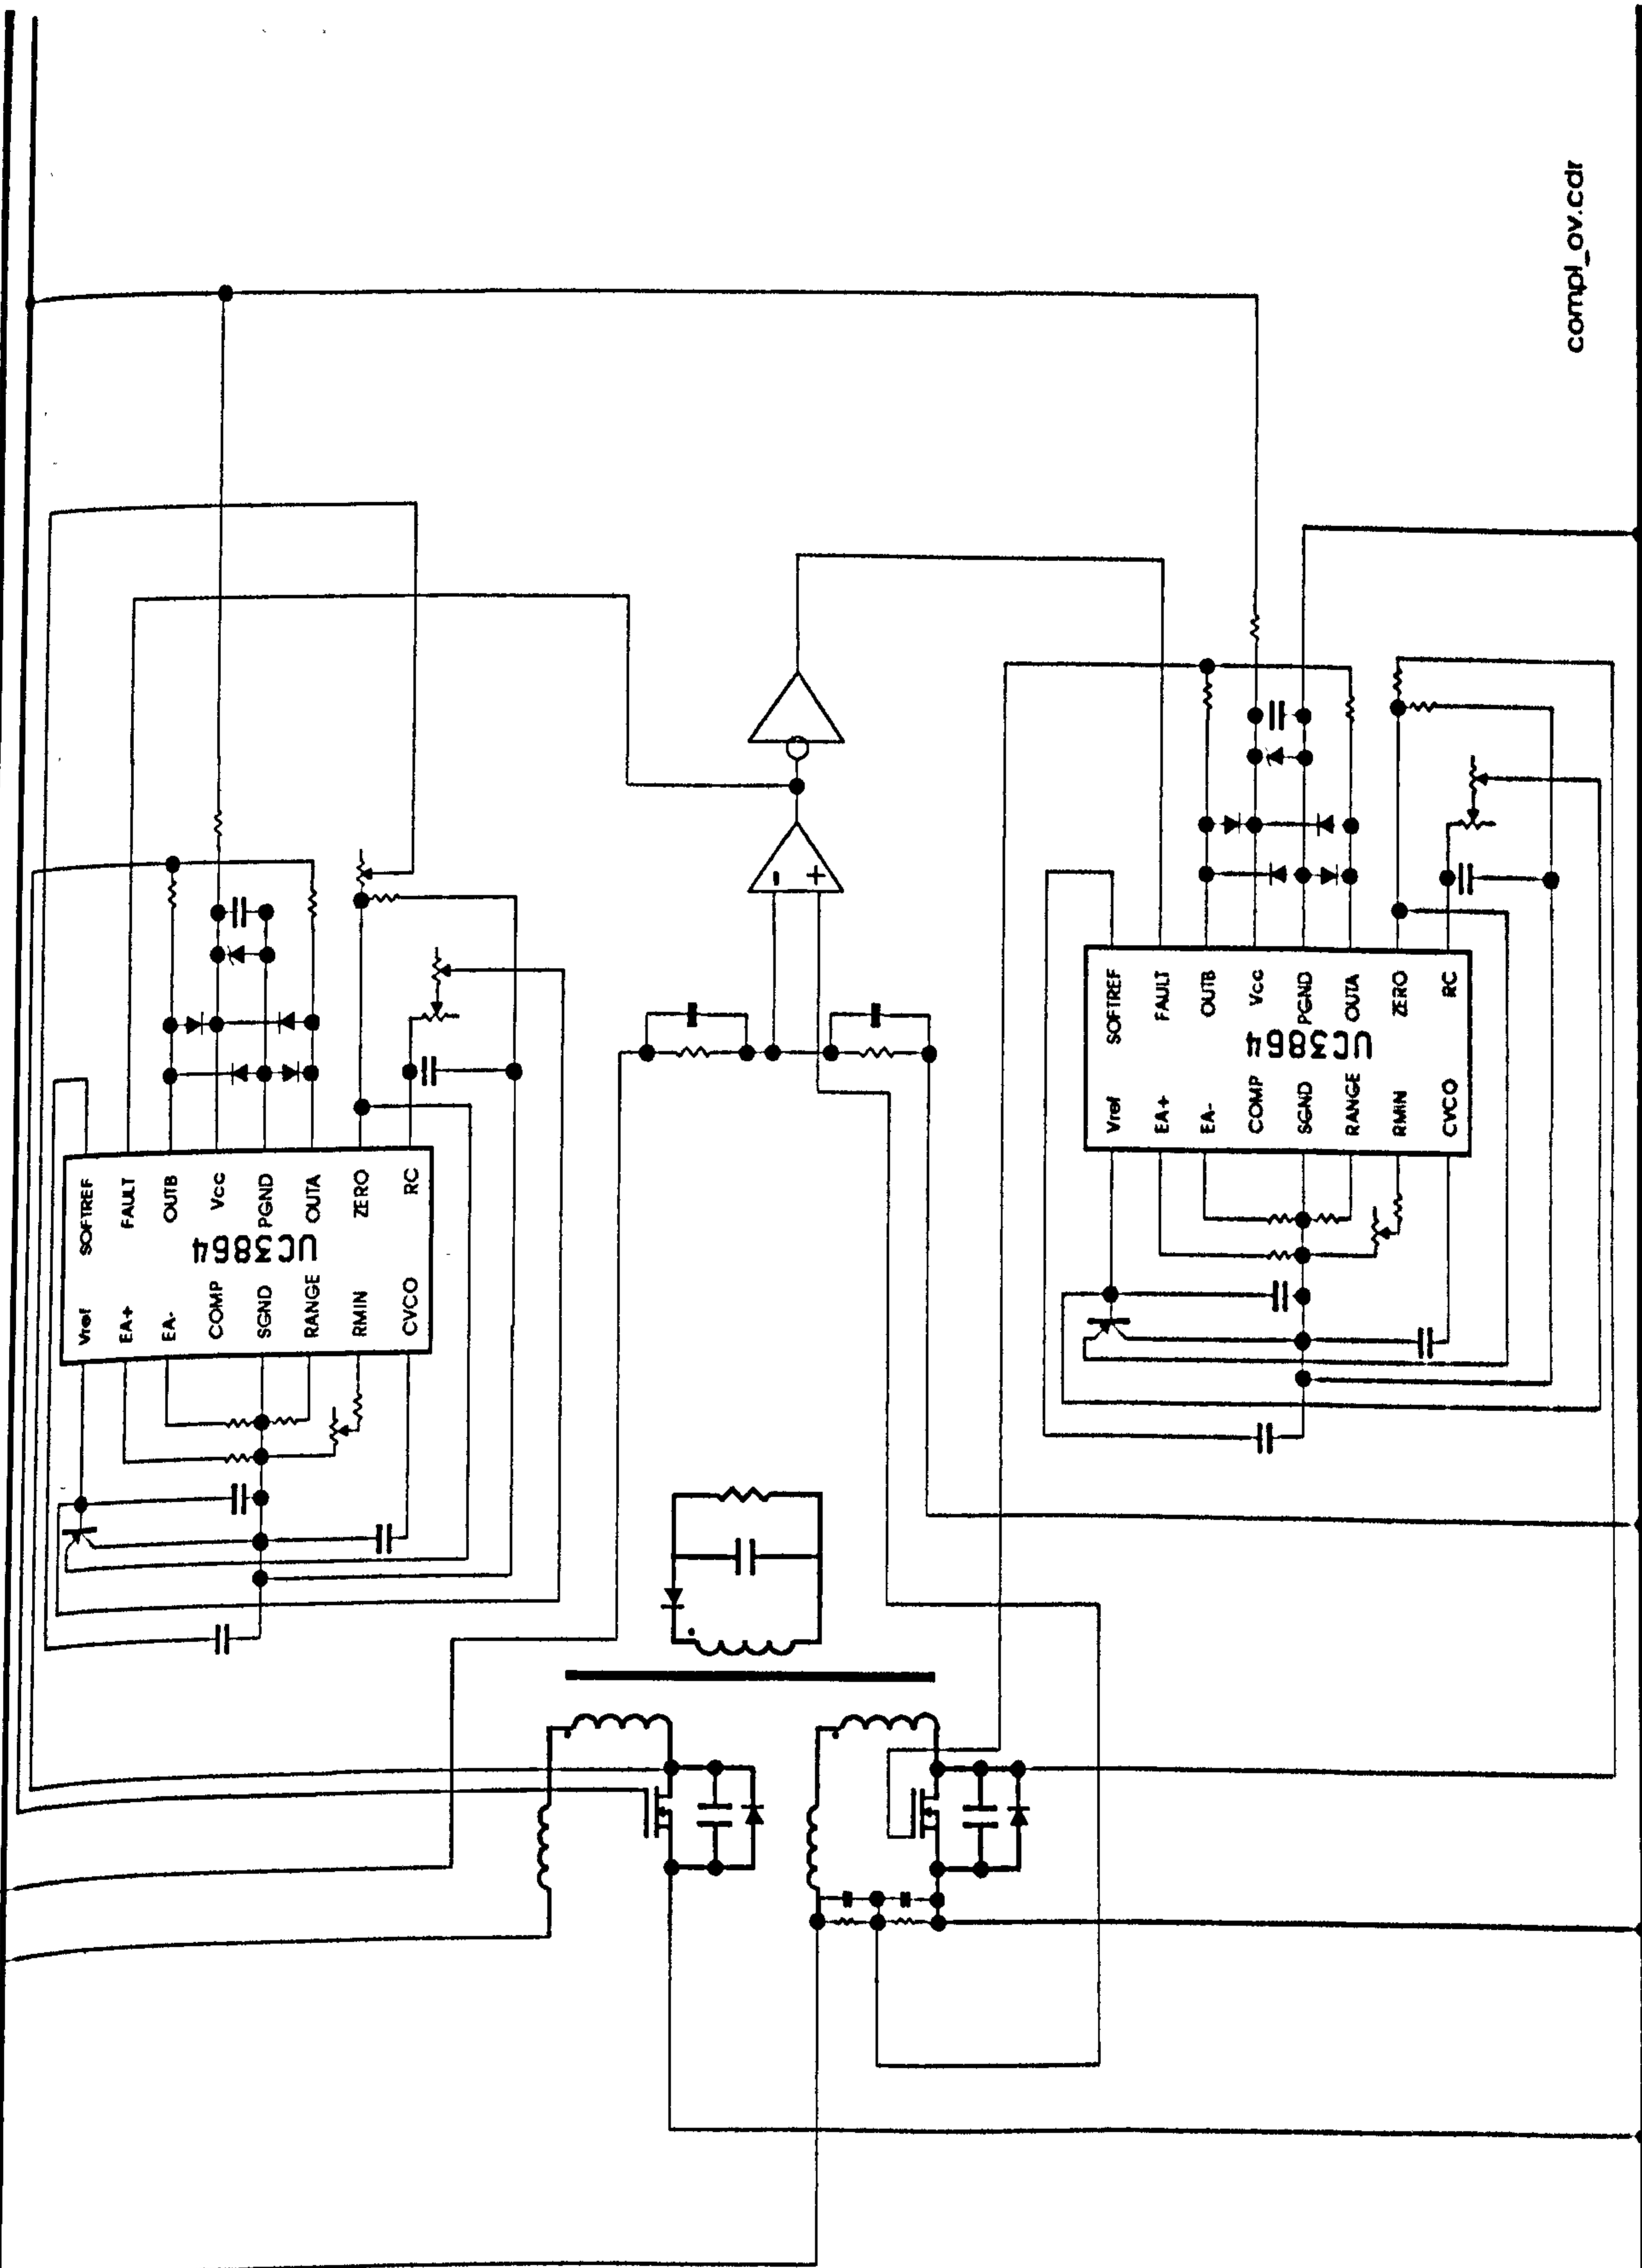 SOFTREF
FAULT
OUTB
Vcc
PGND
OUTA
ZERO
RC
UC3864
Vref
EA+
EA-
COMP
SGND
RANGE
RMIN
CVCO
-
+
SOFTREF
FAULT
OUTB
Vcc
PGND
OUTA
ZERO
RC
UC3864
Vref
EA+
EA-
COMP
SGND
RANGE
RMIN
CVCO
compl_ov.cdr